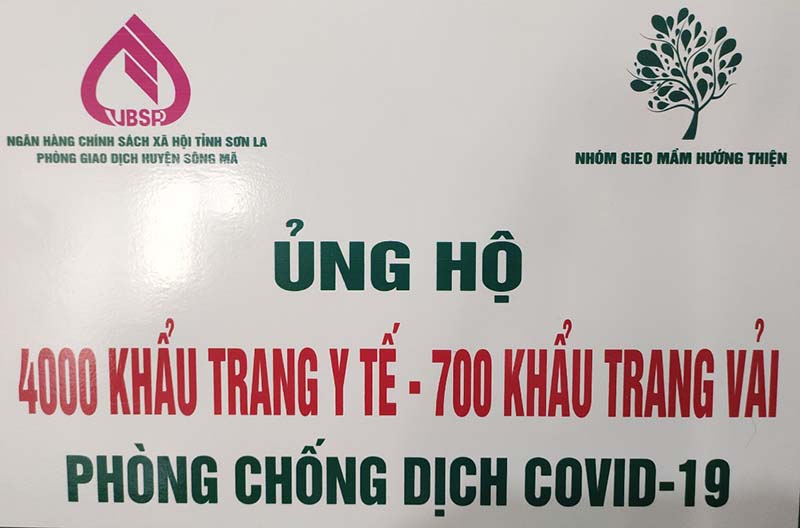 VBSP
NGÂN HÀNG CHÍNH SÁCH XÃ HỘI TỈNH SƠN LA
PHÒNG GIAO DỊCH HUYỆN SÔNG MÃ
NHÓM GIEO MẦM HƯỚNG THIỆN
ỦNG HỘ
4000 KHẨU TRANG Y TẾ - 700 KHẨU TRANG VẢI
PHÒNG CHỐNG DỊCH COVID-19